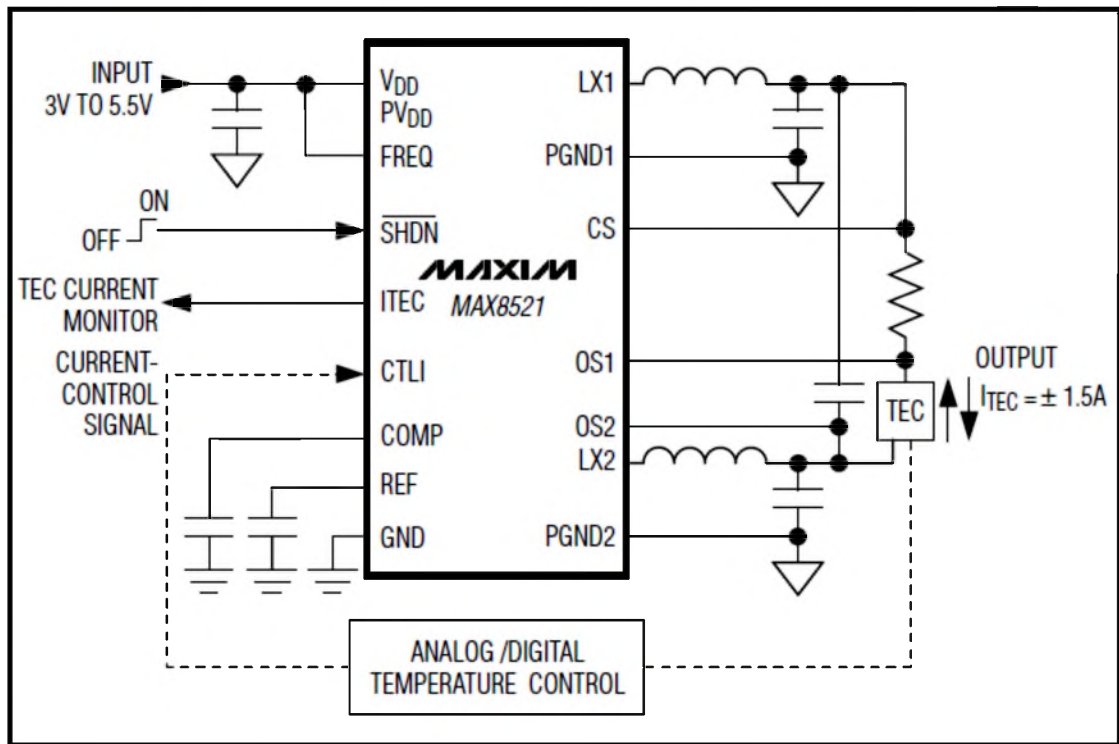 INPUT
3V TO 5.5V
ON
OFF
TEC CURRENT
MONITOR
CURRENT-
CONTROL
SIGNAL
VDD
PVDD
FREQ
SHDN
MAXIM
MAX8521
ITEC
CTLI
COMP
REF
GND
LX1
PGND1
CS
OS1
OS2
LX2
PGND2
TEC
OUTPUT
ITEC = ± 1.5A
ANALOG /DIGITAL
TEMPERATURE CONTROL